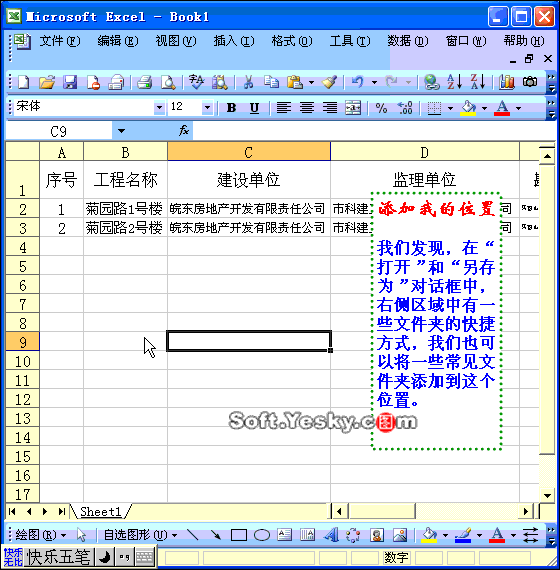 Microsoft Excel - Book1
文件(F) 编辑(E) 视图(V) 插入(I) 格式(O) 工具(T) 数据(D) 窗口(W) 帮助(H)
宋体 12 B U A
C9 fx
A B C D
1 序号 工程名称 建设单位 监理单位
2 1 菊园路1号楼 皖东房地产开发有限责任公司 市科建 公司
3 2 菊园路2号楼 皖东房地产开发有限责任公司 市科建 公司
添加我的位置
4
我们发现，在“
5
打开”和“另存
6
为”对话框中，
7
右侧区域中有一
8
些文件夹的快捷
9
方式，我们也可
10
以将一些常见文
11
件夹添加到这个
12
位置。
13
Soft.Yesky.com
14
15
16
17
Sheet1
绘图(R) 自选图形(U) A
快乐无比 快乐五笔 数字